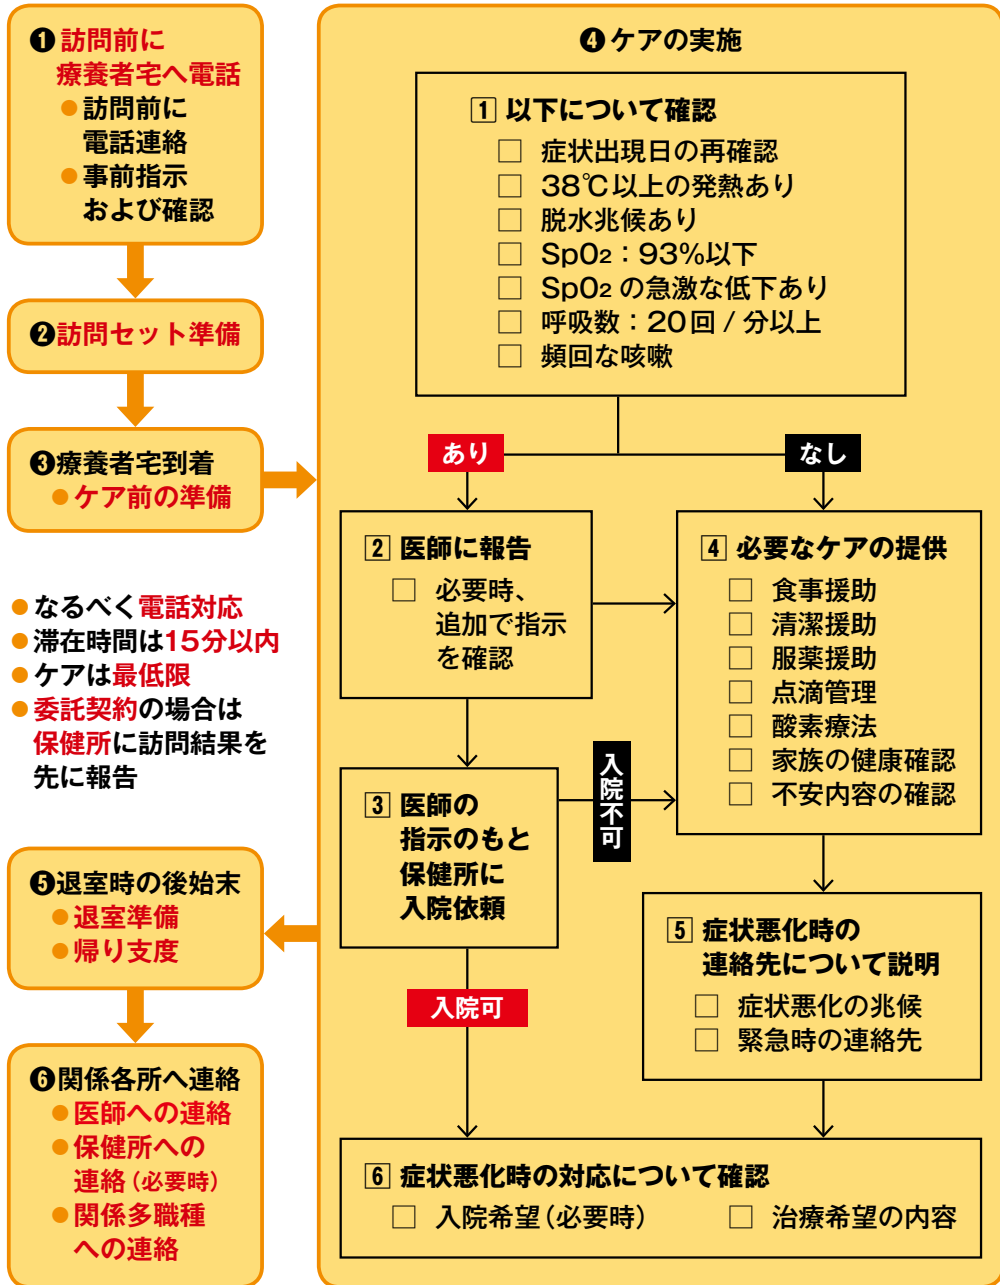 ❶訪問前に
療養者宅へ電話
●訪問前に
電話連絡
●事前指示
および確認
❷訪問セット準備
❸療養者宅到着
●ケア前の準備
●なるべく電話対応
●滞在時間は15分以内
●ケアは最低限
●委託契約の場合は
保健所に訪問結果を
先に報告
❹ケアの実施
1 以下について確認
□ 症状出現日の再確認
□ 38℃以上の発熱あり
□ 脱水兆候あり
□ SpO₂：93%以下
□ SpO₂の急激な低下あり
□ 呼吸数：20回/分以上
□ 頻回な咳嗽
あり
なし
2 医師に報告
□ 必要時、
追加で指示
を確認
3 医師の
指示のもと
保健所に
入院依頼
入院不可
入院可
4 必要なケアの提供
□ 食事援助
□ 清潔援助
□ 服薬援助
□ 点滴管理
□ 酸素療法
□ 家族の健康確認
□ 不安内容の確認
5 症状悪化時の
連絡先について説明
□ 症状悪化の兆候
□ 緊急時の連絡先
6 症状悪化時の対応について確認
□ 入院希望（必要時） □ 治療希望の内容
❺退室時の後始末
●退室準備
●帰り支度
❻関係各所へ連絡
●医師への連絡
●保健所への
連絡（必要時）
●関係多職種
への連絡